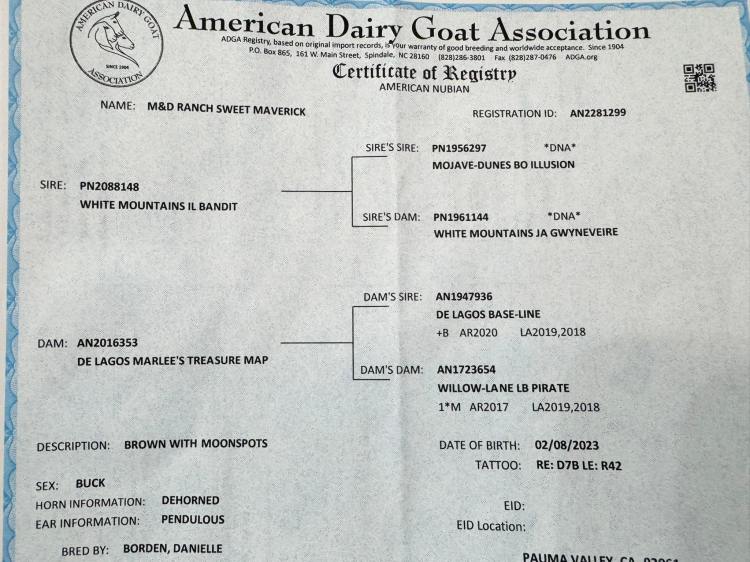 AMERICAN DAIRY GOAT
SINCE 1904
ASSOCIATION
American Dairy Goat Association
ADGA Registry, based on original import records, is your warranty of good breeding and worldwide acceptance. Since 1904
P.O. Box 865, 161 W. Main Street, Spindale, NC 28160 (828)286-3801 Fax (828)287-0476 ADGA.org
Certificate of Registry
AMERICAN NUBIAN
NAME: M&D RANCH SWEET MAVERICK
REGISTRATION ID: AN2281299
SIRE'S SIRE: PN1956297 *DNA*
MOJAVE-DUNES BO ILLUSION
SIRE: PN2088148
WHITE MOUNTAINS IL BANDIT
SIRE'S DAM: PN1961144 *DNA*
WHITE MOUNTAINS JA GWYNEVEIRE
DAM'S SIRE: AN1947936
DE LAGOS BASE-LINE
+B AR2020 LA2019,2018
DAM: AN2016353
DE LAGOS MARLEE'S TREASURE MAP
DAM'S DAM: AN1723654
WILLOW-LANE LB PIRATE
1*M AR2017 LA2019,2018
DESCRIPTION: BROWN WITH MOONSPOTS
DATE OF BIRTH: 02/08/2023
TATTOO: RE: D7B LE: R42
SEX: BUCK
HORN INFORMATION: DEHORNED
EAR INFORMATION: PENDULOUS
EID:
EID Location:
BRED BY: BORDEN, DANIELLE
PAUMA VALLEY, CA